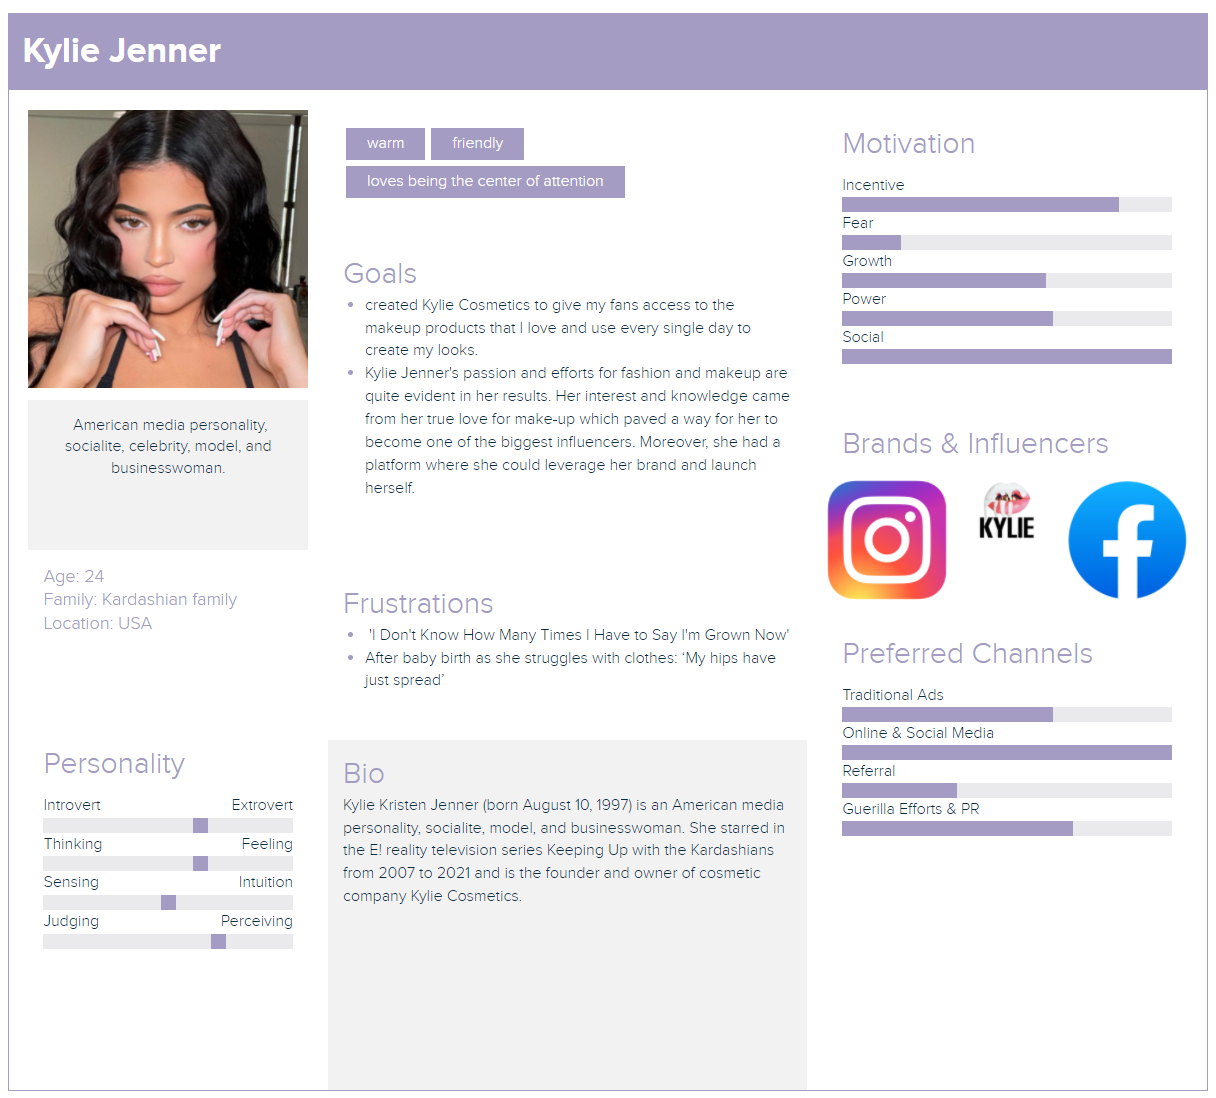 Kylie Jenner
American media personality,
socialite, celebrity, model, and
businesswoman.
Age: 24
Family: Kardashian family
Location: USA
Personality
Introvert Extrovert
Thinking Feeling
Sensing Intuition
Judging Perceiving
warm friendly
loves being the center of attention
Goals
created Kylie Cosmetics to give my fans access to the
makeup products that I love and use every single day to
create my looks.
Kylie Jenner's passion and efforts for fashion and makeup are
quite evident in her results. Her interest and knowledge came
from her true love for make-up which paved a way for her to
become one of the biggest influencers. Moreover, she had a
platform where she could leverage her brand and launch
herself.
Frustrations
'I Don't Know How Many Times I Have to Say I'm Grown Now'
After baby birth as she struggles with clothes: ‘My hips have
just spread’
Bio
Kylie Kristen Jenner (born August 10, 1997) is an American media
personality, socialite, model, and businesswoman. She starred in
the E! reality television series Keeping Up with the Kardashians
from 2007 to 2021 and is the founder and owner of cosmetic
company Kylie Cosmetics.
Motivation
Incentive
Fear
Growth
Power
Social
Brands & Influencers
KYLIE
Preferred Channels
Traditional Ads
Online & Social Media
Referral
Guerilla Efforts & PR